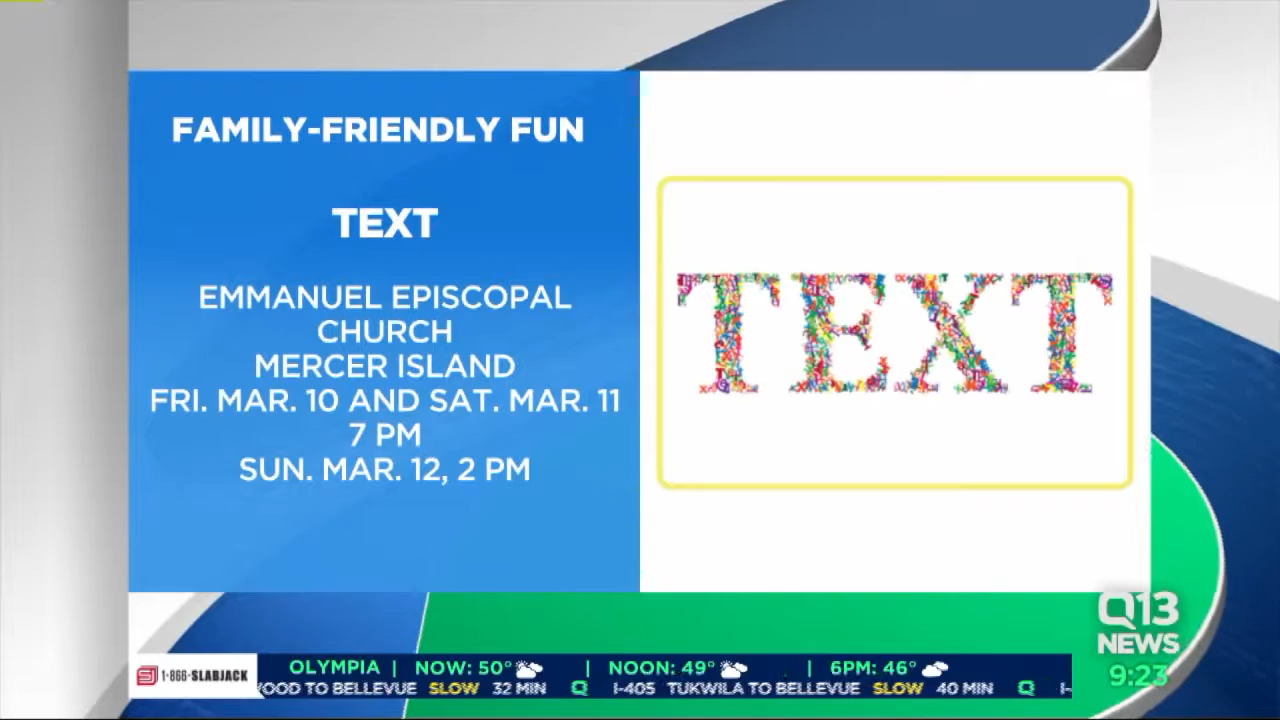 FAMILY-FRIENDLY FUN
TEXT
EMMANUEL EPISCOPAL
CHURCH
MERCER ISLAND
FRI. MAR. 10 AND SAT. MAR. 11
7 PM
SUN. MAR. 12, 2 PM
TEXT
Q13
NEWS
9:23
1-866-SLABJACK
OLYMPIA | NOW: 50° | NOON: 49° | 6PM: 46°
WOOD TO BELLEVUE SLOW 32 MIN Q I-405 TUKWILA TO BELLEVUE SLOW 40 MIN Q I-